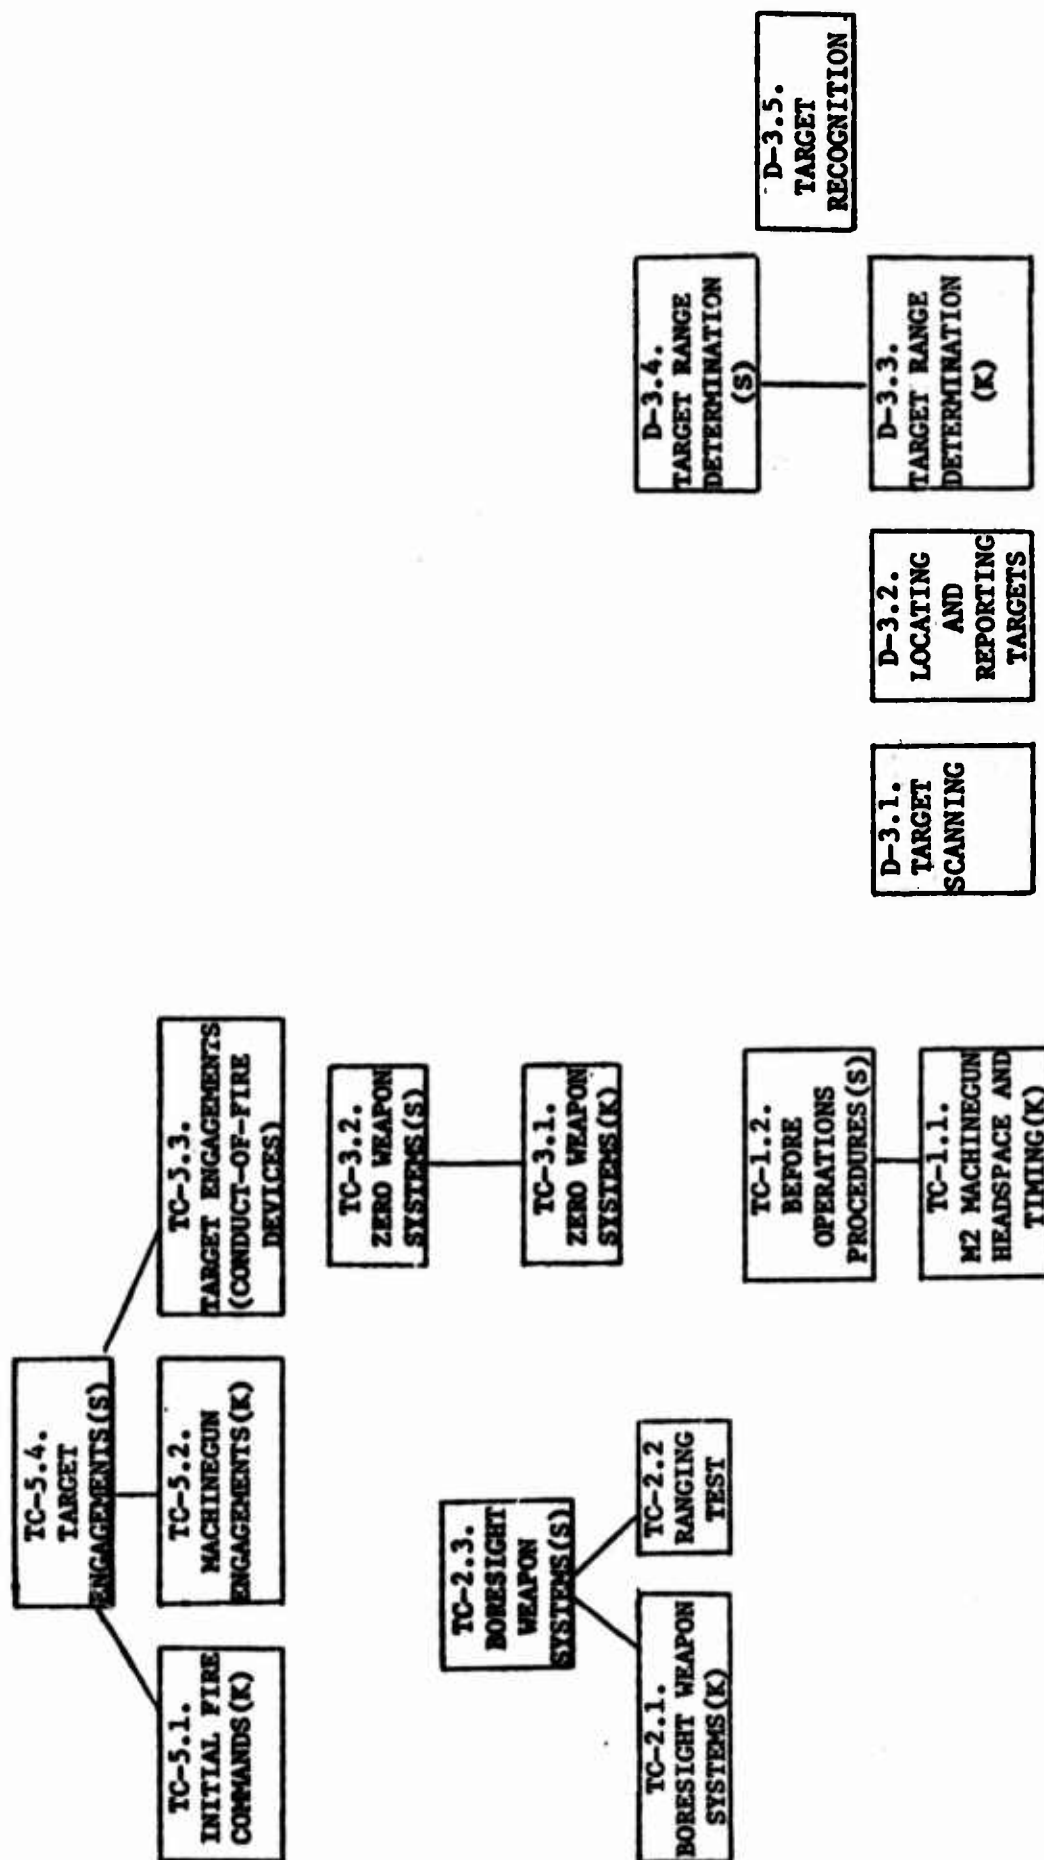 TC-5.4.
TARGET
ENGAGEMENTS(S)
TC-5.1.
INITIAL FIRE
COMMANDS(K)
TC-5.2.
MACHINEGUN
ENGAGEMENTS(K)
TC-5.3.
TARGET ENGAGEMENTS
(CONDUCT-OF-FIRE
DEVICES)
TC-3.2.
ZERO WEAPON
SYSTEMS(S)
TC-3.1.
ZERO WEAPON
SYSTEMS(K)
TC-2.3.
BORESIGHT
WEAPON
SYSTEMS(S)
TC-2.1.
BORESIGHT WEAPON
SYSTEMS(K)
TC-2.2
RANGING
TEST
TC-1.2.
BEFORE
OPERATIONS
PROCEDURES(S)
TC-1.1.
M2 MACHINEGUN
HEADSPACE AND
TIMING(K)
D-3.1.
TARGET
SCANNING
D-3.2.
LOCATING
AND
REPORTING
TARGETS
D-3.4.
TARGET RANGE
DETERMINATION
(S)
D-3.3.
TARGET RANGE
DETERMINATION
(K)
D-3.5.
TARGET
RECOGNITION